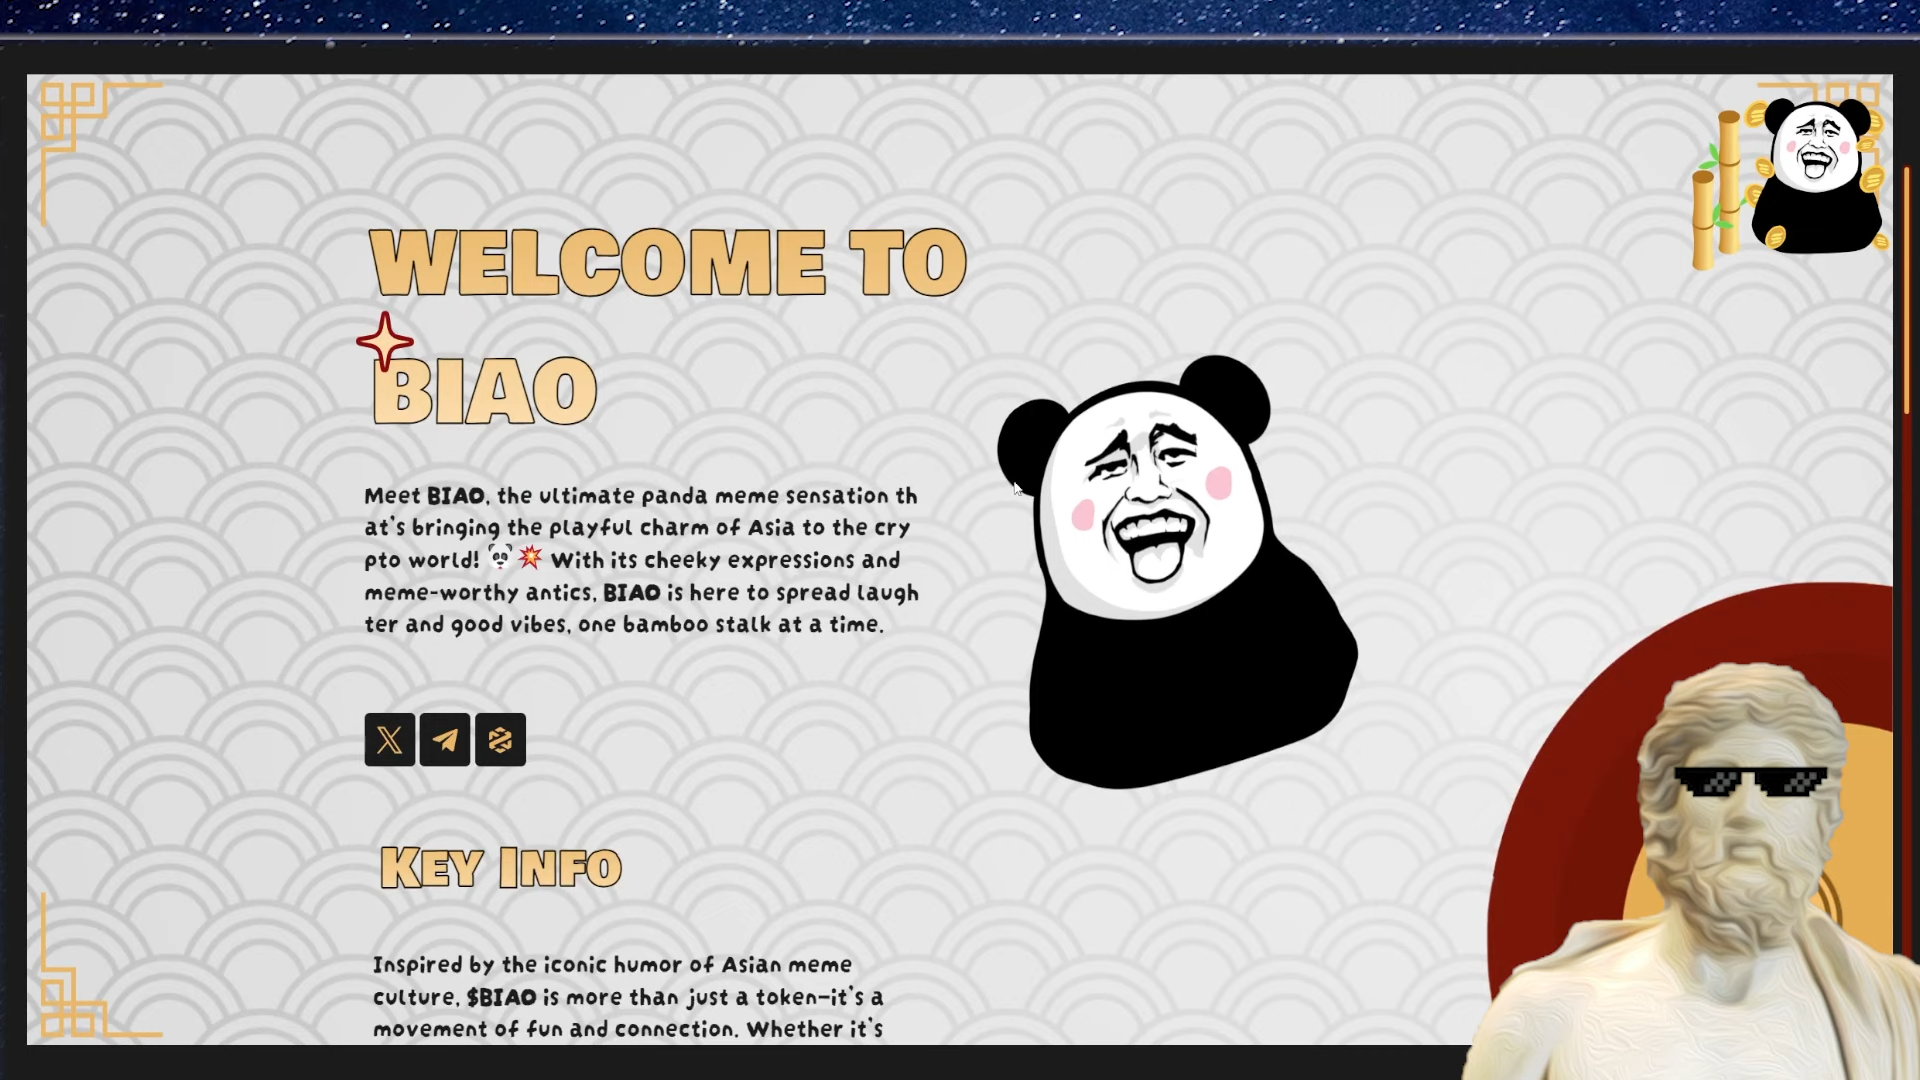 WELCOME TO
BIAO
Meet BIAO, the ultimate panda meme sensation th
at's bringing the playful charm of Asia to the cry
pto world! 🐼💥 With its cheeky expressions and
meme-worthy antics, BIAO is here to spread laugh
ter and good vibes, one bamboo stalk at a time.
KEY INFO
Inspired by the iconic humor of Asian meme
culture, $BIAO is more than just a token—it's a
movement of fun and connection. Whether it's